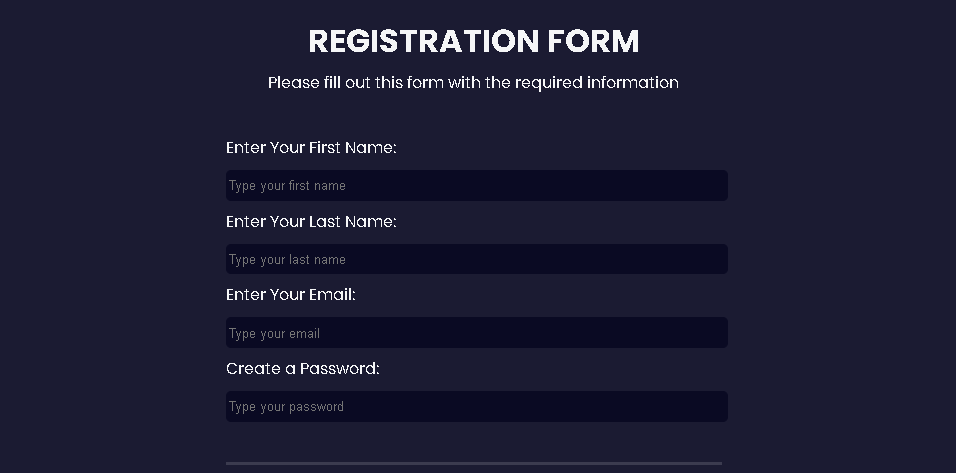 REGISTRATION FORM
Please fill out this form with the required information
Enter Your First Name:
Type your first name
Enter Your Last Name:
Type your last name
Enter Your Email:
Type your email
Create a Password:
Type your password